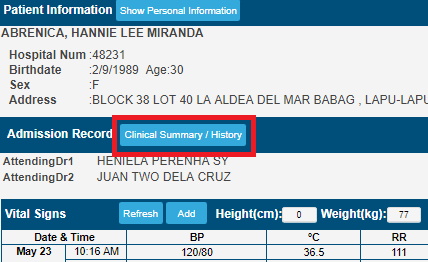 Patient Information Show Personal Information
ABRENICA, HANNIE LEE MIRANDA
Hospital Num :48231
Birthdate :2/9/1989 Age:30
Sex :F
Address :BLOCK 38 LOT 40 LA ALDEA DEL MAR BABAG , LAPU-LAPU
Admission Record Clinical Summary / History
AttendingDr1 HENIELA PERENHA SY
AttendingDr2 JUAN TWO DELA CRUZ
Vital Signs Refresh Add Height(cm): 0 Weight(kg): 77
Date & Time BP ºC RR
May 23 10:16 AM 120/80 36.5 111